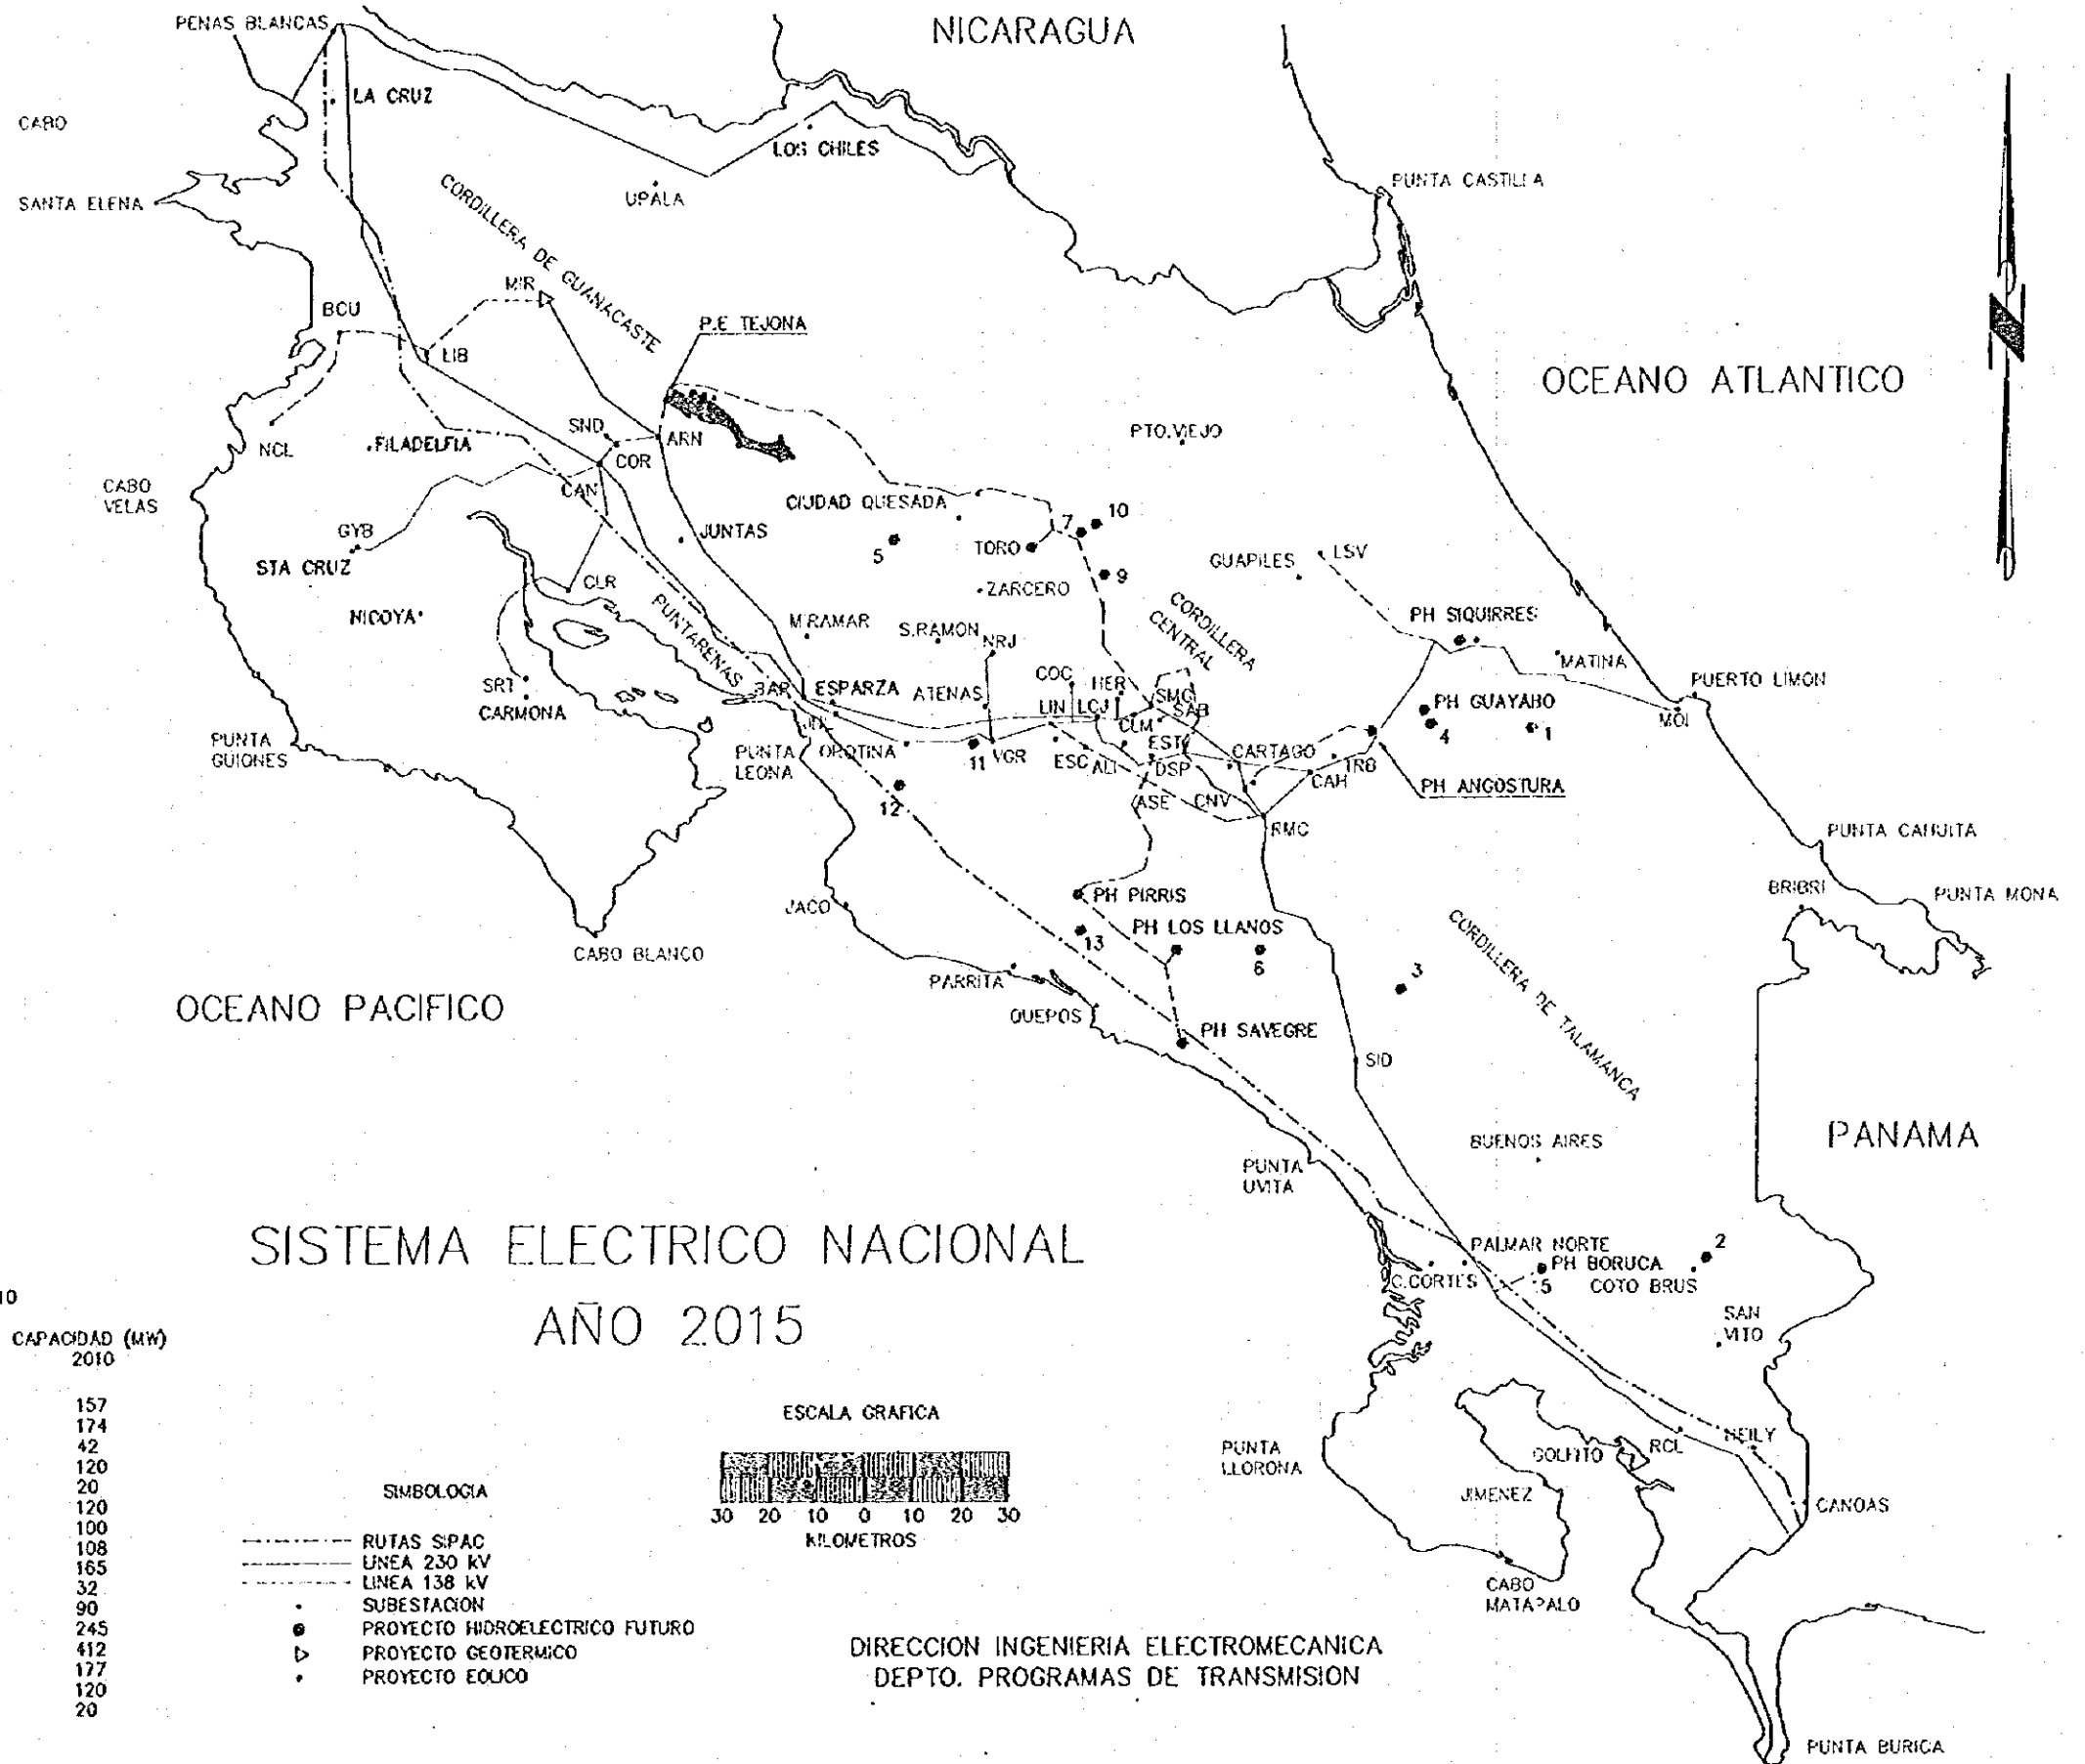 NICARAGUA
PENAS BLANCAS
LA CRUZ
CABO
LOS CHILES
UPALA
PUNTA CASTILLA
SANTA ELENA
CORDILLERA DE GUANACASTE
MIR
BCU
P.E TEJONA
LIB
OCEANO ATLANTICO
SND
ARN
PTO.VIEJO
NCL
FILADELFIA
COR
CABO
VELAS
CAN
CIUDAD QUESADA
7
10
GYB
JUNTAS
5
TORO
GUAPILES
LSV
STA CRUZ
CLR
9
ZARCERO
NICOYA
PUNTARENAS
MIRAMAR
S.RAMON
NRJ
CORDILLERA
CENTRAL
PH SIQUIRRES
MATINA
SRT
CARMONA
BAR
ESPARZA
ATENAS
COC
HER
LIN
LCJ
SMG
SAB
CLM
PH GUAYABO
PUERTO LIMON
MOI
4
1
PUNTA
GUIONES
PUNTA
LEONA
OROTINA
11
VGR
ESC
ALI
EST
DSP
CARTAGO
CAH
TRB
PH ANGOSTURA
12
ASE
CNV
RMC
PUNTA CAHUITA
BRIBRI
PUNTA MONA
JACO
PH PIRRIS
13
PH LOS LLANOS
6
CABO BLANCO
CORDILLERA DE TALAMANCA
3
PARRITA
OCEANO PACIFICO
QUEPOS
PH SAVEGRE
SID
BUENOS AIRES
PANAMA
PUNTA
UVITA
SISTEMA ELECTRICO NACIONAL
AÑO 2015
PALMAR NORTE
2
PH BORUCA
C.CORTES
15
COTO BRUS
SAN
VITO
10
CAPACIDAD (MW)
2010
157
174
42
120
20
120
100
108
165
32
90
245
412
177
120
20
ESCALA GRAFICA
30 20 10 0 10 20 30
KILOMETROS
PUNTA
LLORONA
GOLFITO
RCL
NEILY
JIMENEZ
CANOAS
SIMBOLOGIA
RUTAS SIPAC
LINEA 230 kV
LINEA 138 kV
SUBESTACION
PROYECTO HIDROELECTRICO FUTURO
PROYECTO GEOTERMICO
PROYECTO EOLICO
CABO
MATAPALO
DIRECCION INGENIERIA ELECTROMECANICA
DEPTO. PROGRAMAS DE TRANSMISION
PUNTA BURICA